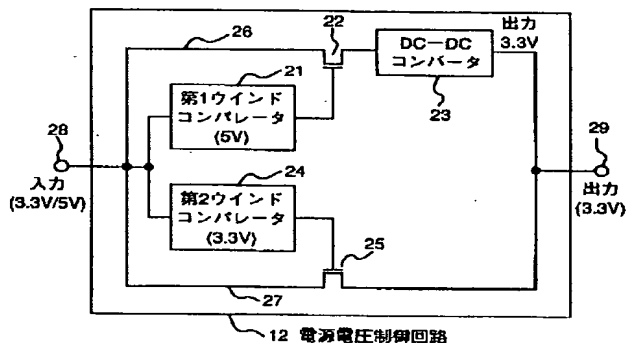 22
出力
3.3V
26
DC－DC
コンバータ
21
23
第1ウインド
コンパレータ
(5V)
28
29
入力
(3.3V/5V)
24
第2ウインド
コンパレータ
(3.3V)
出力
(3.3V)
25
27
12 電源電圧制御回路